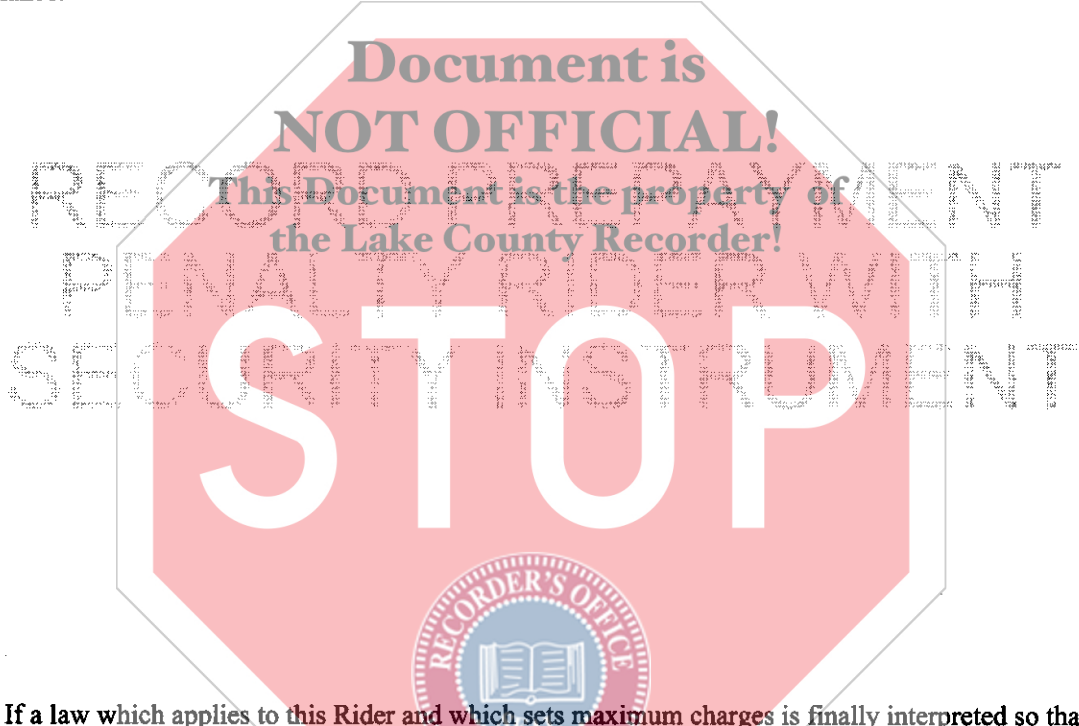 Document is
NOT OFFICIAL!
This Document is the property of
the Lake County Recorder!
RECORD PREPAYMENT
PENALTY RIDER WITH
SECURITY INSTRUMENT
STOP
RECORDER'S OFFICE
If a law which applies to this Rider and which sets maximum charges is finally interpreted so tha